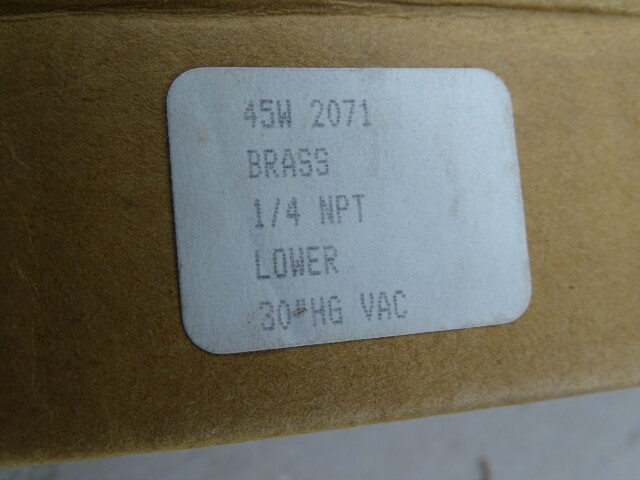 45W 2071
BRASS
1/4 NPT
LOWER
30"HG VAC